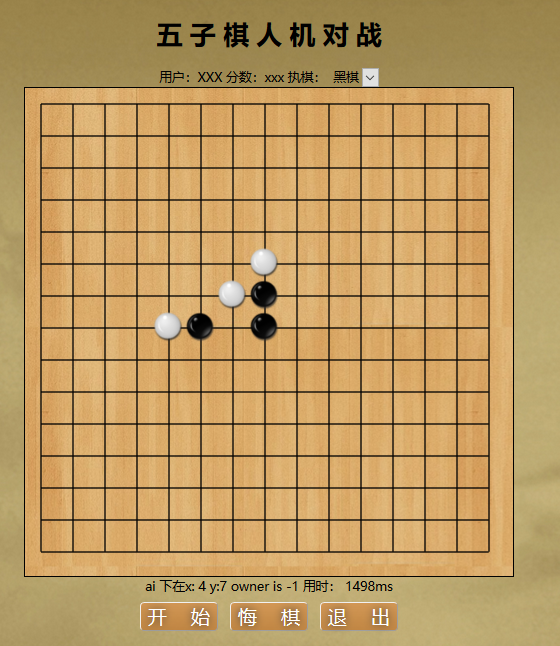 五子棋人机对战
用户：XXX 分数：xxx 执棋： 黑棋
ai 下在x: 4 y:7 owner is -1 用时： 1498ms
开 始 悔 棋 退 出